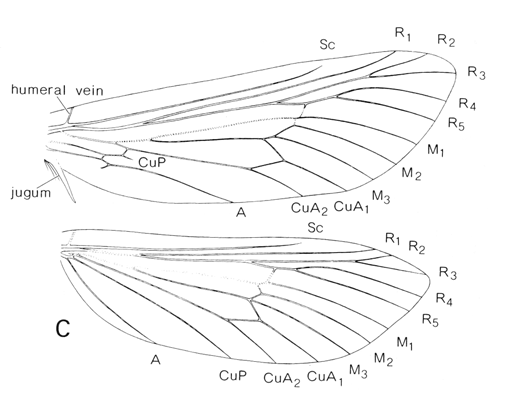 Sc
R1
R2
R3
R4
R5
M1
M2
M3
CuA1
CuA2
A
humeral vein
CuP
jugum
Sc
R1
R2
R3
R4
R5
M1
M2
M3
CuA1
CuA2
CuP
A
C